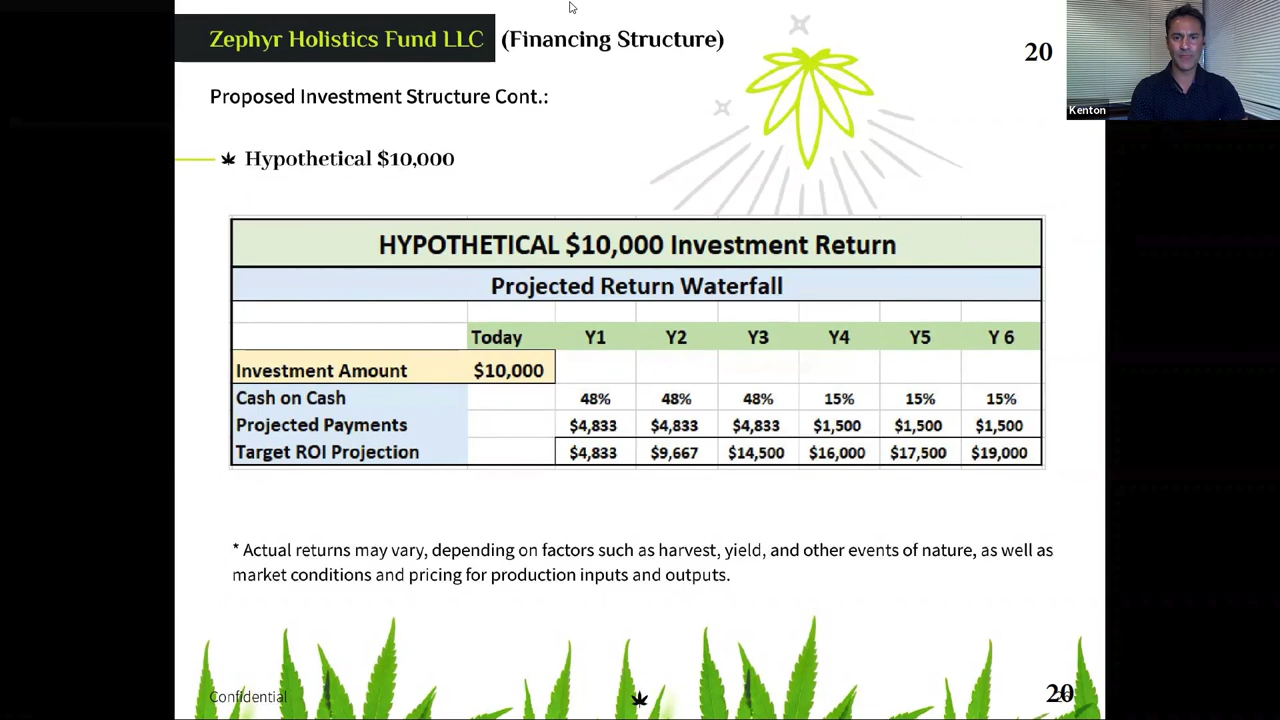 Zephyr Holistics Fund LLC (Financing Structure)
20
Kenton
Proposed Investment Structure Cont.:
Hypothetical $10,000
HYPOTHETICAL $10,000 Investment Return
Projected Return Waterfall
Today Y1 Y2 Y3 Y4 Y5 Y 6
Investment Amount $10,000
Cash on Cash 48% 48% 48% 15% 15% 15%
Projected Payments $4,833 $4,833 $4,833 $1,500 $1,500 $1,500
Target ROI Projection $4,833 $9,667 $14,500 $16,000 $17,500 $19,000
* Actual returns may vary, depending on factors such as harvest, yield, and other events of nature, as well as
market conditions and pricing for production inputs and outputs.
Confidential
20